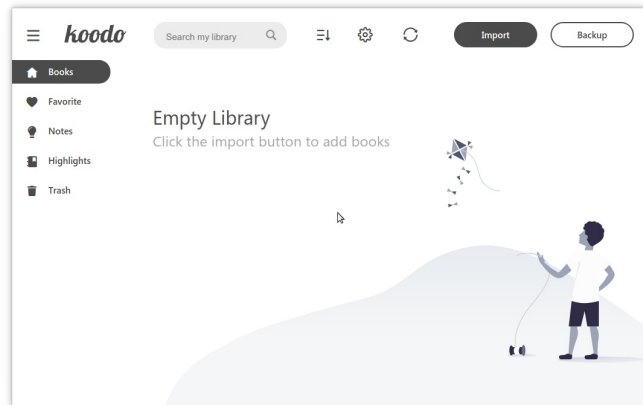 koodo
Search my library
Import
Backup
Books
Favorite
Notes
Highlights
Trash
Empty Library
Click the import button to add books